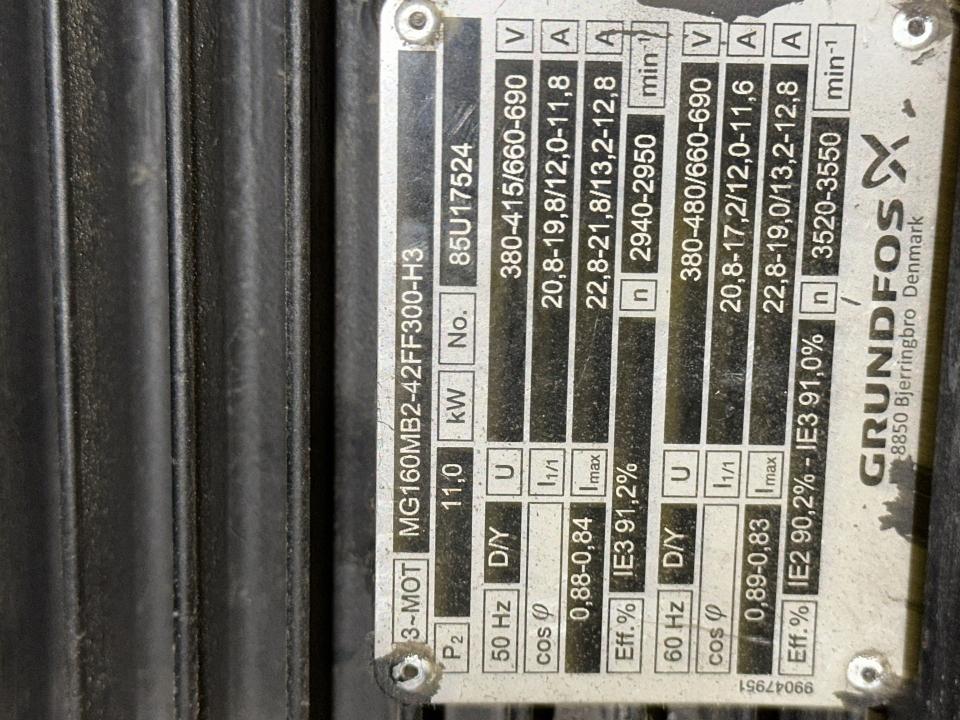 3~MOT MG160MB2-42FF300-H3
P2 11,0 kW No. 85U17524
50 Hz D/Y U 380-415/660-690 V
cos φ I1/1 20,8-19,8/12,0-11,8 A
0,88-0,84 Imax 22,8-21,8/13,2-12,8 A
Eff.% IE3 91,2% n 2940-2950 min-1
60 Hz D/Y U 380-480/660-690 V
cos φ I1/1 20,8-17,2/12,0-11,6 A
0,89-0,83 Imax 22,8-19,0/13,2-12,8 A
Eff.% IE2 90,2% - IE3 91,0% n 3520-3550 min-1
99047951
GRUNDFOS
8850 Bjerringbro Denmark